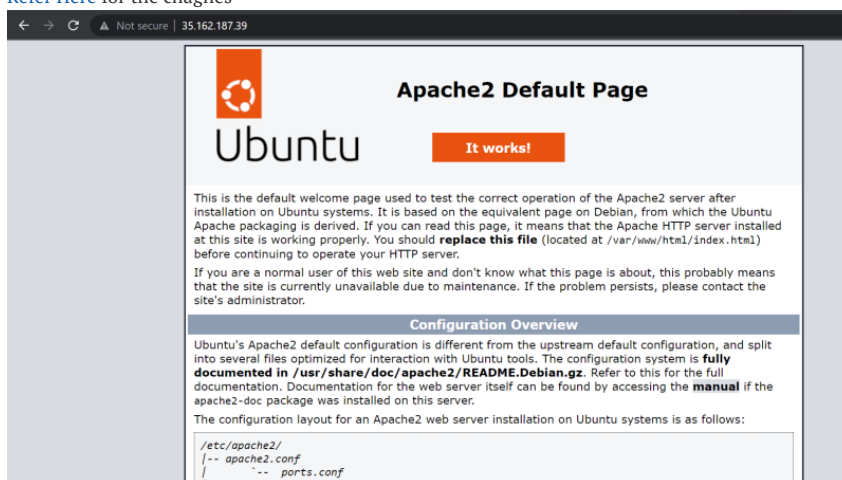 Refer Here for the chaghes
Not secure | 35.162.187.39
Apache2 Default Page
Ubuntu
It works!
This is the default welcome page used to test the correct operation of the Apache2 server after
installation on Ubuntu systems. It is based on the equivalent page on Debian, from which the Ubuntu
Apache packaging is derived. If you can read this page, it means that the Apache HTTP server installed
at this site is working properly. You should replace this file (located at /var/www/html/index.html)
before continuing to operate your HTTP server.
If you are a normal user of this web site and don't know what this page is about, this probably means
that the site is currently unavailable due to maintenance. If the problem persists, please contact the
site's administrator.
Configuration Overview
Ubuntu's Apache2 default configuration is different from the upstream default configuration, and split
into several files optimized for interaction with Ubuntu tools. The configuration system is fully
documented in /usr/share/doc/apache2/README.Debian.gz. Refer to this for the full
documentation. Documentation for the web server itself can be found by accessing the manual if the
apache2-doc package was installed on this server.
The configuration layout for an Apache2 web server installation on Ubuntu systems is as follows:
/etc/apache2/
|-- apache2.conf
|       `--  ports.conf